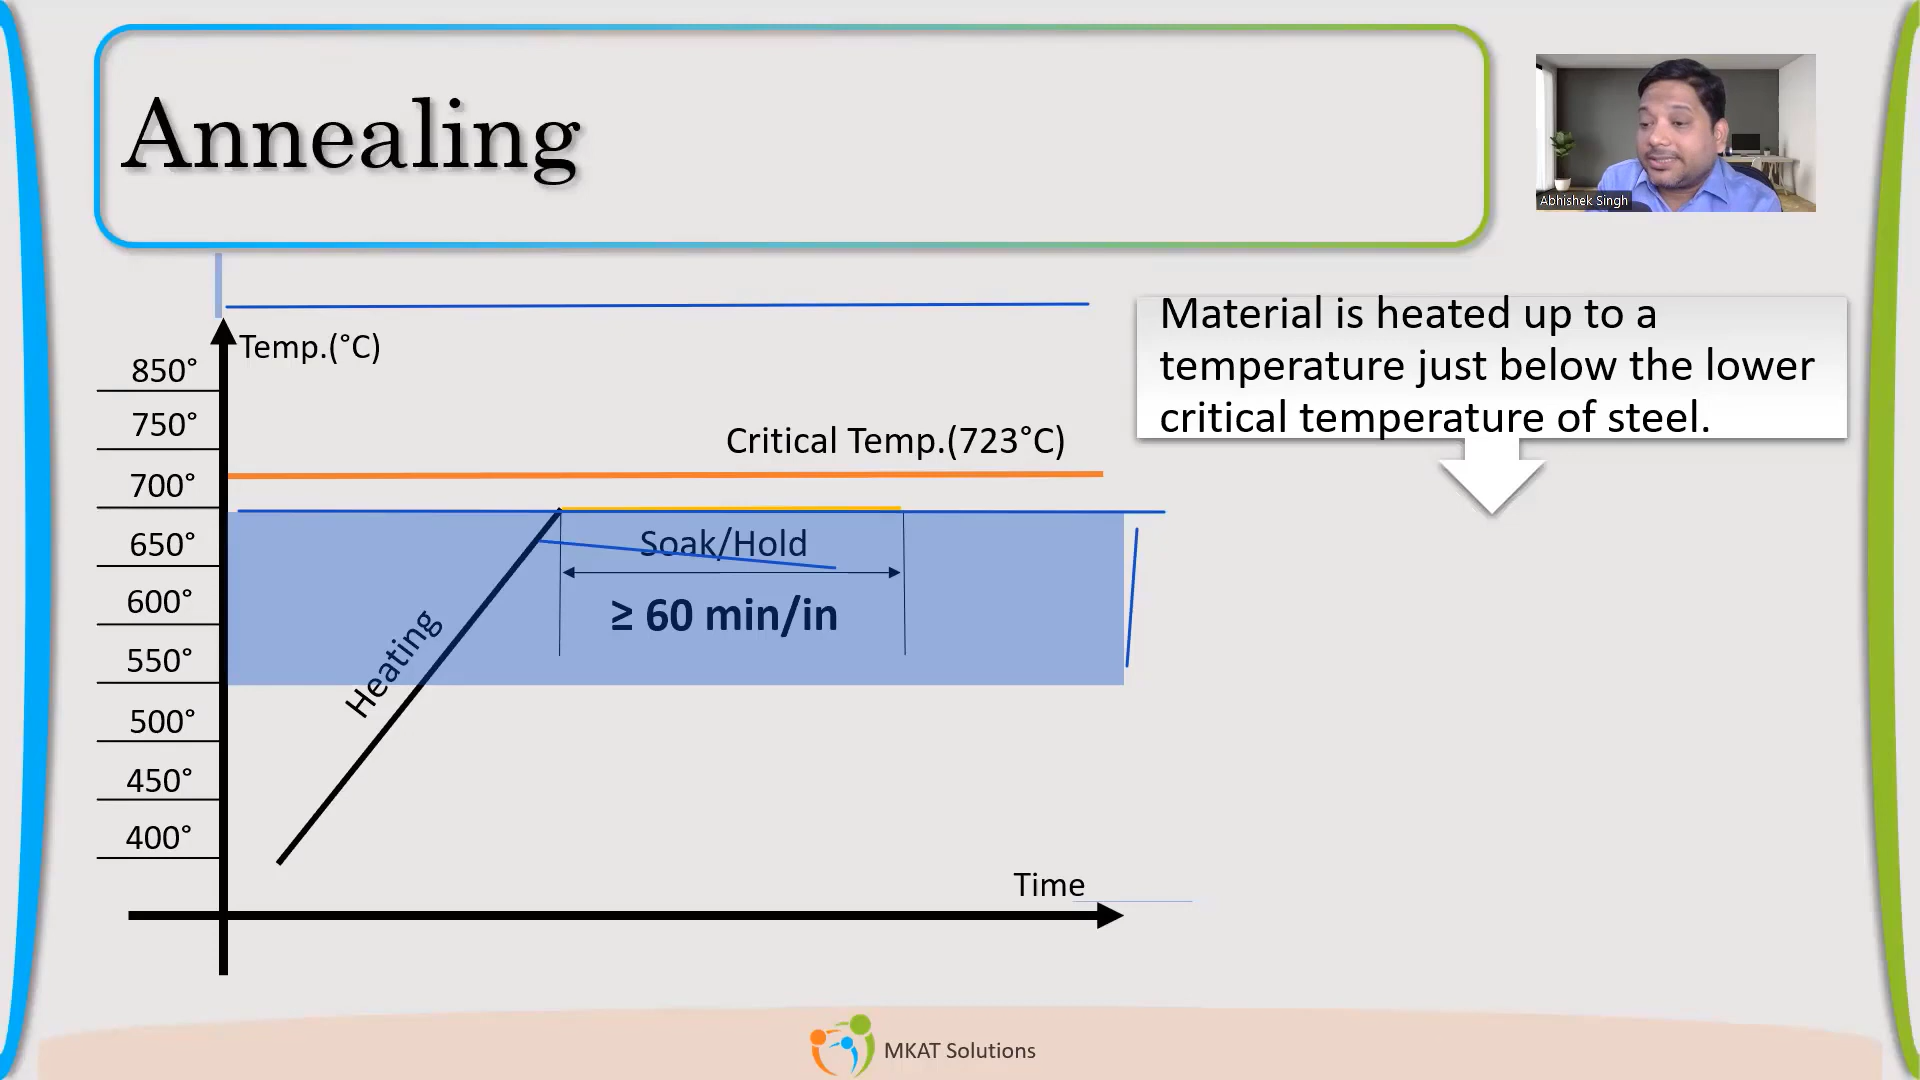 Annealing
Abhishek Singh
Temp.(°C)
850°
750°
700°
650°
600°
550°
500°
450°
400°
Critical Temp.(723°C)
Soak/Hold
≥ 60 min/in
Heating
Time
Material is heated up to a
temperature just below the lower
critical temperature of steel.
MKAT Solutions